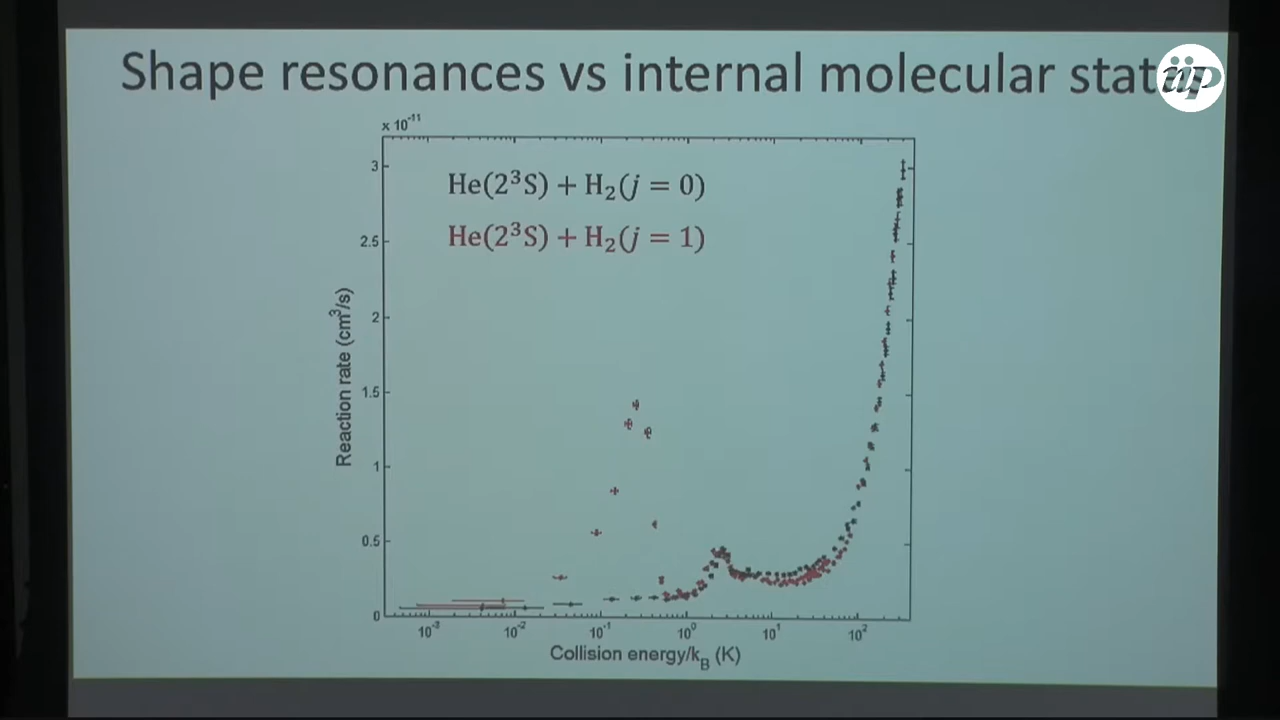 Shape resonances vs internal molecular stat
iip
x 10⁻¹¹
He(2³S) + H₂(j = 0)
He(2³S) + H₂(j = 1)
3
2.5
2
1.5
1
0.5
0
Reaction rate (cm³/s)
10⁻³ 10⁻² 10⁻¹ 10⁰ 10¹ 10²
Collision energy/k_B (K)